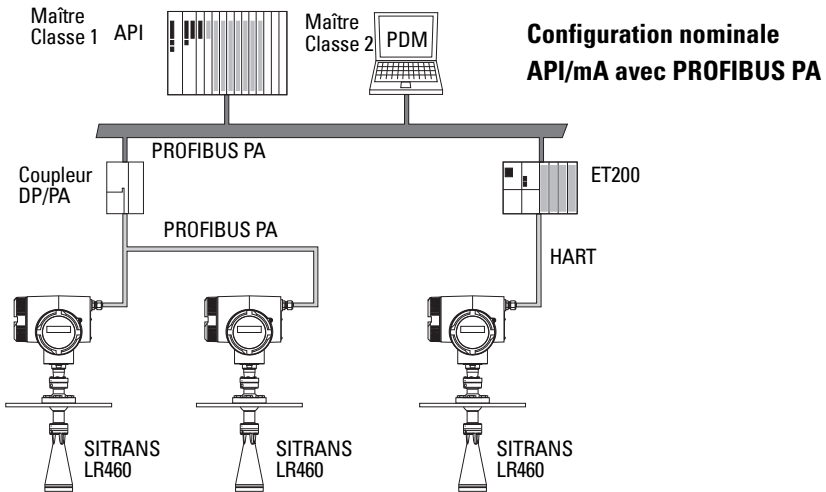 Maître
Classe 1
API
Maître
Classe 2
PDM
Configuration nominale
API/mA avec PROFIBUS PA
PROFIBUS PA
Coupleur
DP/PA
ET200
PROFIBUS PA
HART
SITRANS
LR460
SITRANS
LR460
SITRANS
LR460